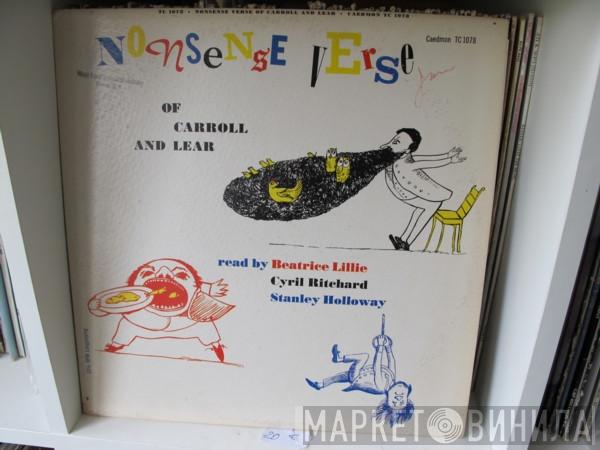 TC 1078 • NONSENSE VERSE OF CARROLL AND LEAR • CAEDMON TC 1078
NONSENSE VERSE
Caedmon TC 1078
OF
CARROLL
AND LEAR
read by Beatrice Lillie
Cyril Ritchard
Stanley Holloway
20
МАРКЕТ ВИНИЛА